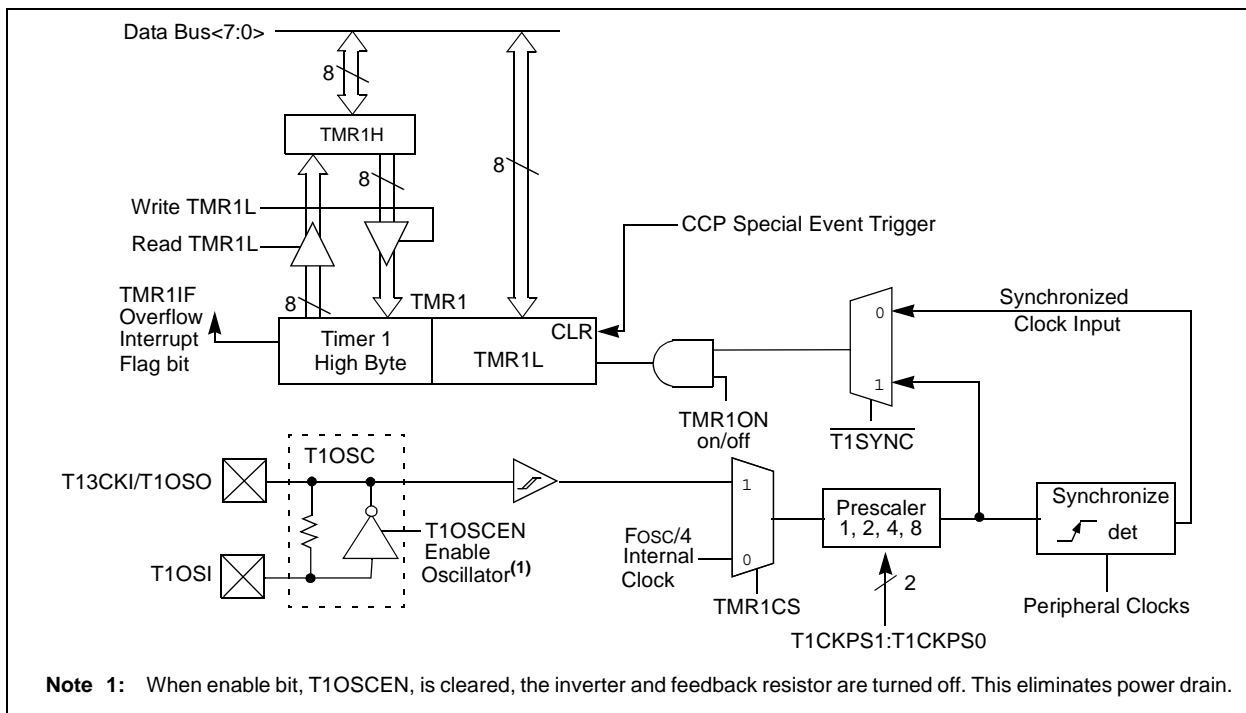 Data Bus<7:0>
8
TMR1H
8
8
Write TMR1L
CCP Special Event Trigger
Read TMR1L
8
TMR1
TMR1IF
Overflow
Interrupt
Flag bit
Timer 1
High Byte
TMR1L
CLR
0
1
Synchronized
Clock Input
TMR1ON
on/off
T1SYNC
T1OSC
T13CKI/T1OSO
T1OSCEN
Enable
Oscillator(1)
T1OSI
1
0
FOSC/4
Internal
Clock
TMR1CS
Prescaler
1, 2, 4, 8
2
T1CKPS1:T1CKPS0
Synchronize
det
Peripheral Clocks
Note 1: When enable bit, T1OSCEN, is cleared, the inverter and feedback resistor are turned off. This eliminates power drain.